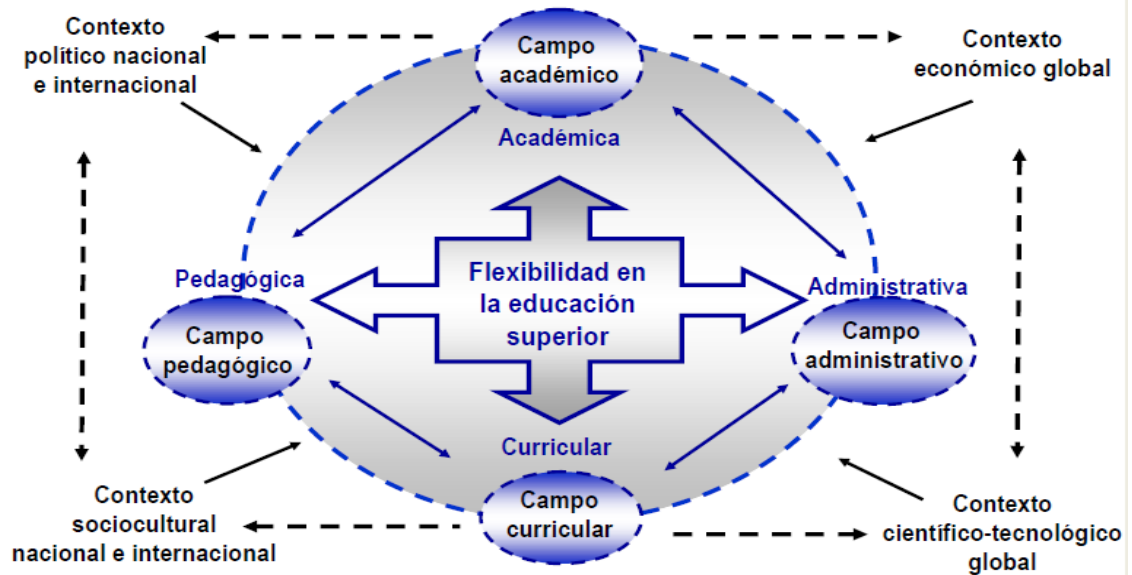 Contexto
político nacional
e internacional
Campo
académico
Contexto
económico global
Académica
Pedagógica
Flexibilidad en
la educación
superior
Administrativa
Campo
pedagógico
Campo
administrativo
Curricular
Contexto
sociocultural
nacional e internacional
Campo
curricular
Contexto
científico-tecnológico
global